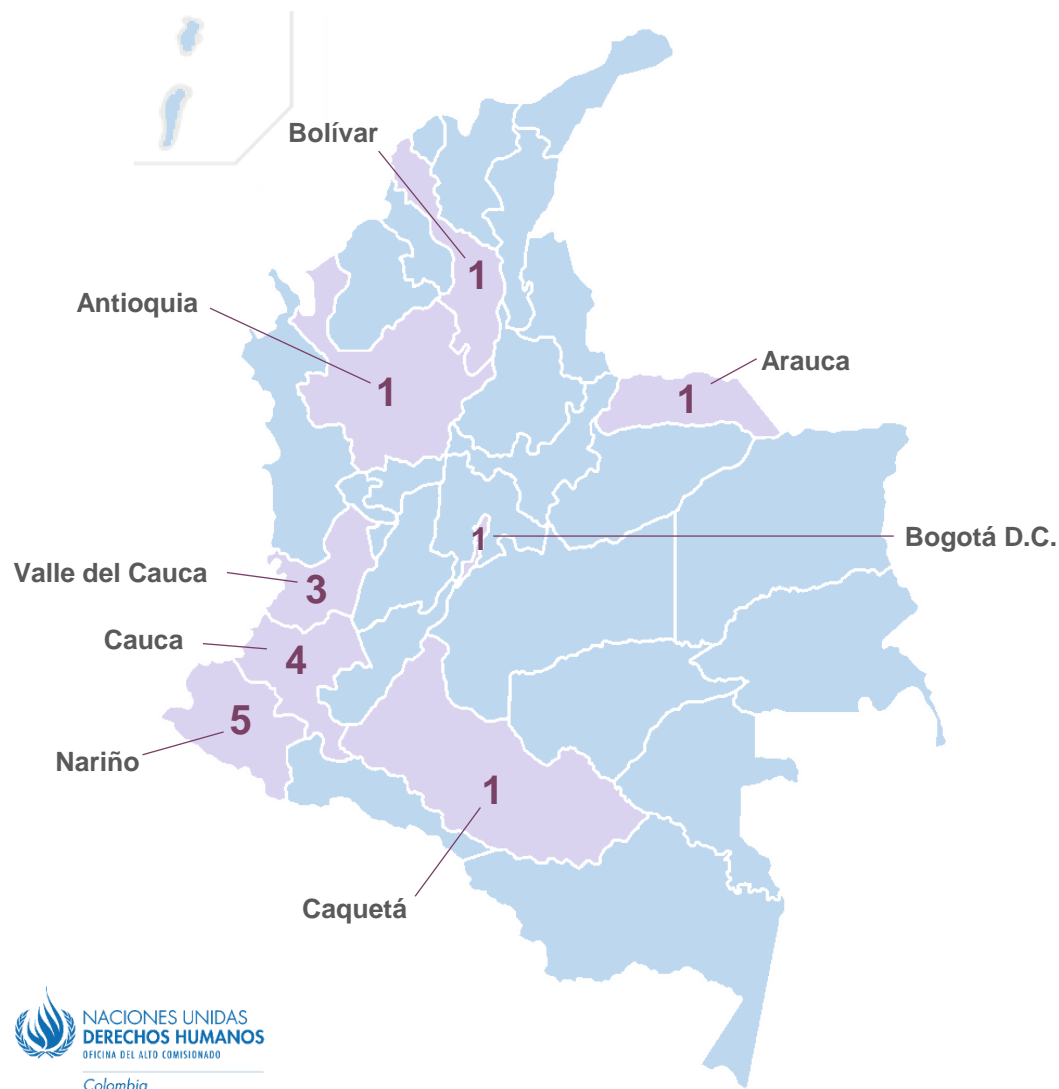 Bolívar
1
Antioquia
1
Arauca
1
1
Bogotá D.C.
Valle del Cauca
3
Cauca
4
5
Nariño
1
Caquetá
NACIONES UNIDAS
DERECHOS HUMANOS
OFICINA DEL ALTO COMISIONADO
Colombia